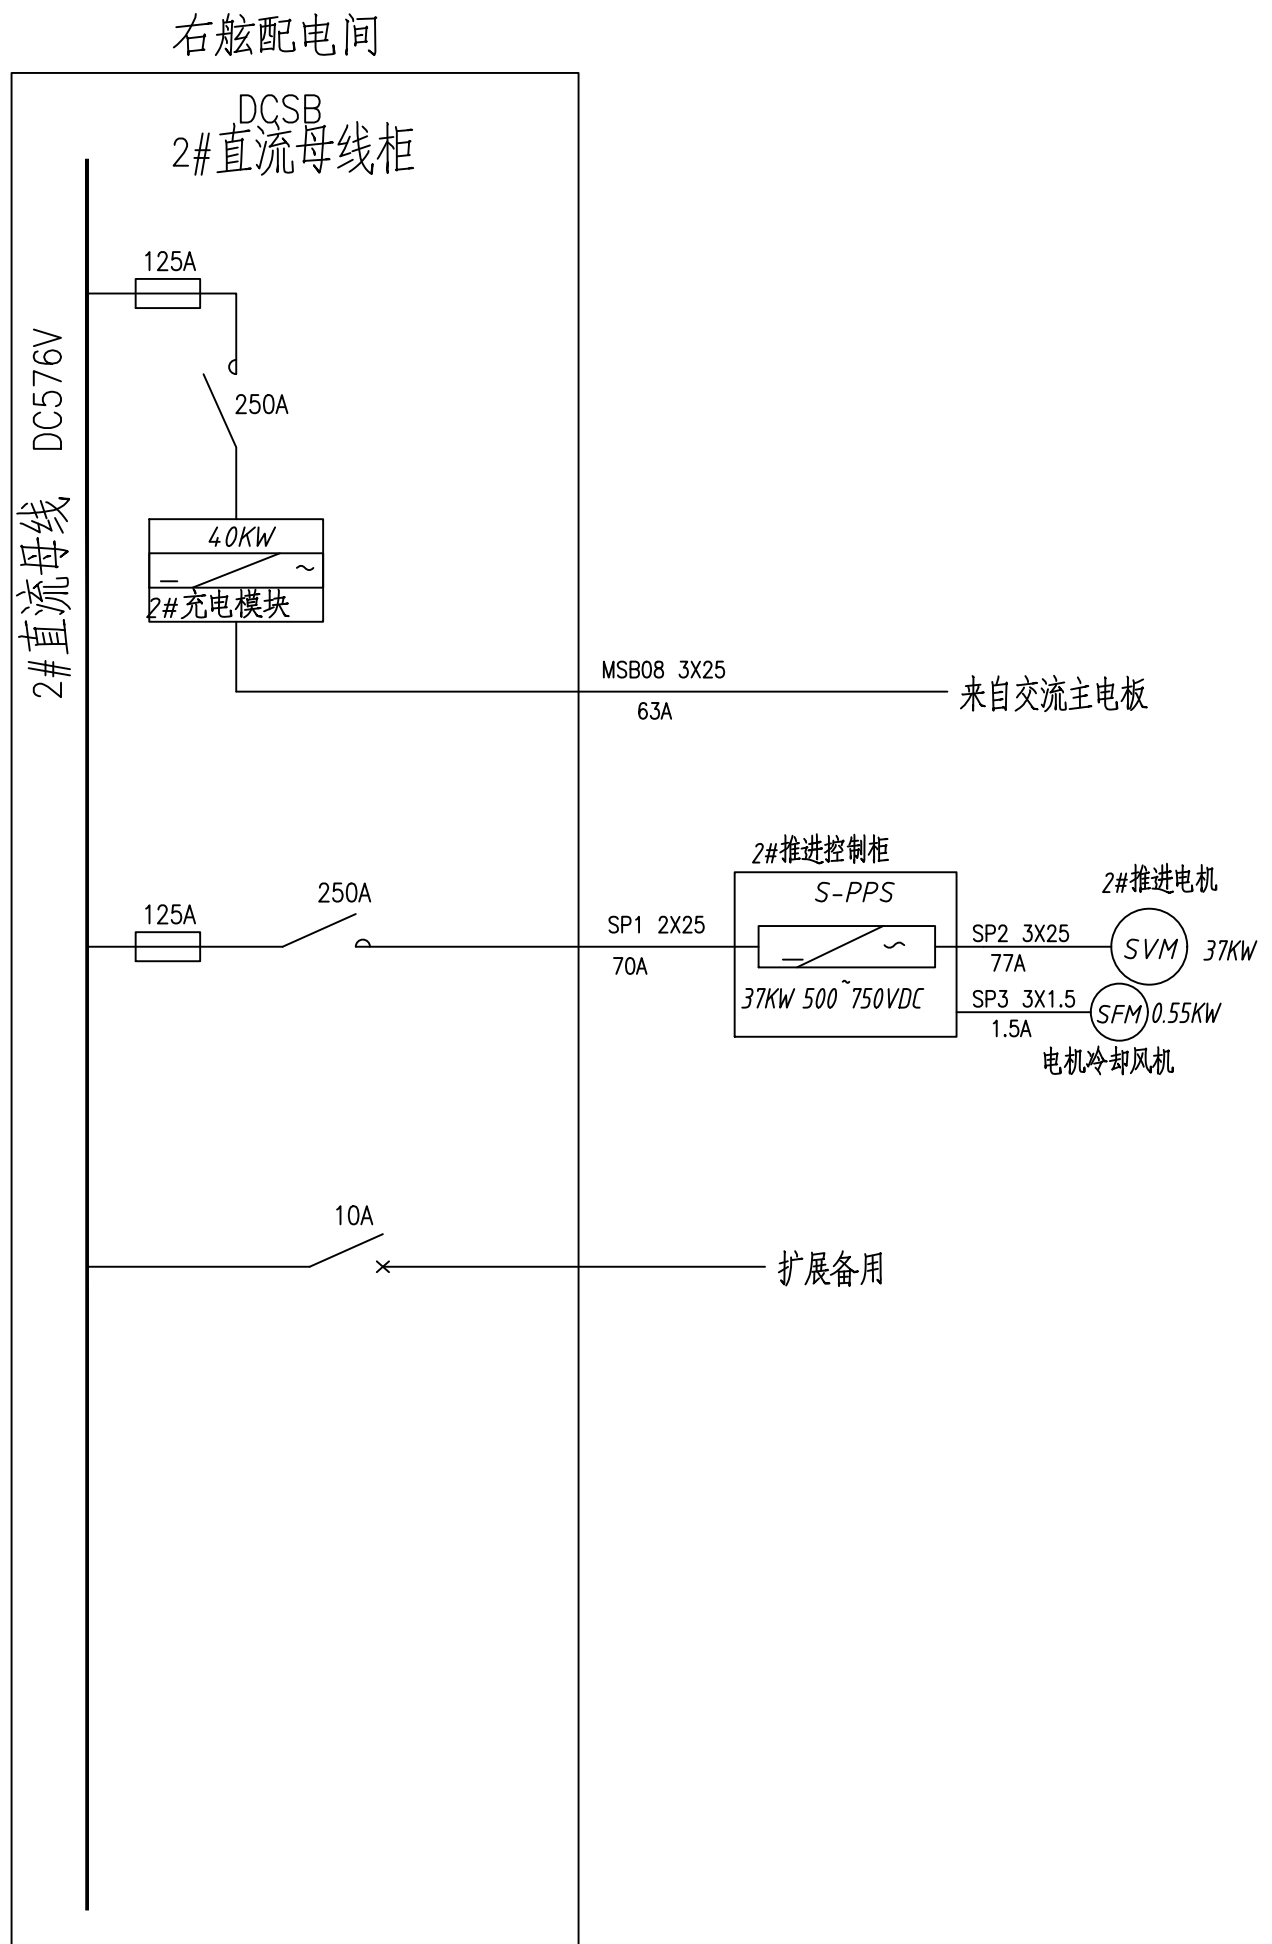 右舷配电间
DCSB
2#直流母线柜
125A
250A
2#直流母线 DC576V
40KW
2#充电模块
MSB08 3X25
63A
来自交流主电板
125A
250A
SP1 2X25
70A
2#推进控制柜
S-PPS
37KW 500~750VDC
SP2 3X25
77A
2#推进电机
SVM
37KW
SP3 3X1.5
1.5A
SFM
0.55KW
电机冷却风机
10A
扩展备用